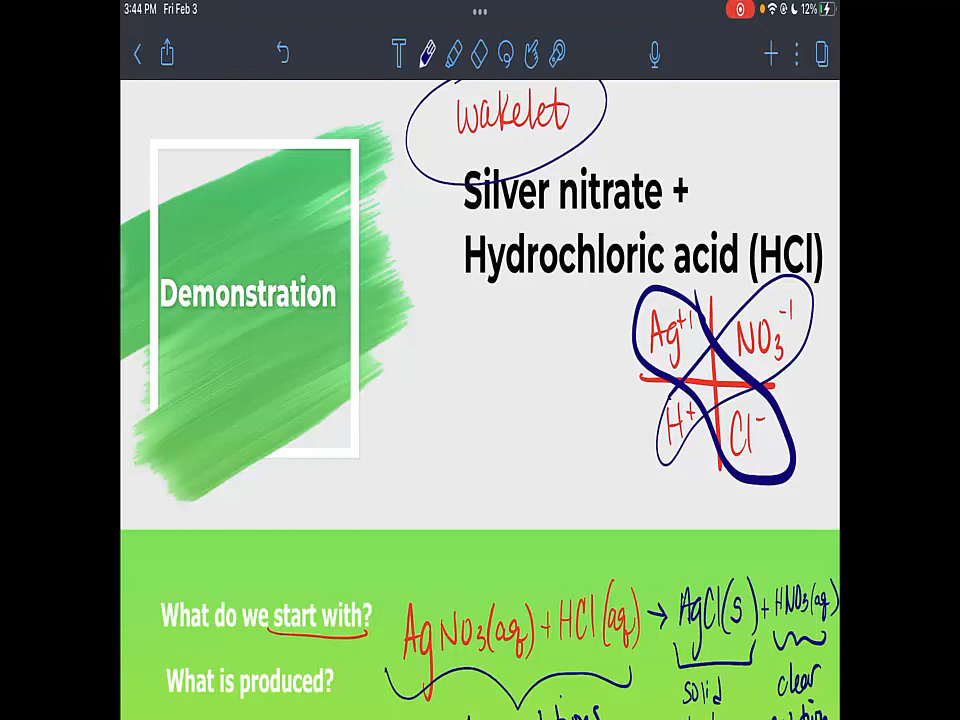 3:44 PM Fri Feb 3
12%
wakelet
Silver nitrate +
Hydrochloric acid (HCl)
Demonstration
Ag+1 NO3-1
H+ Cl-
What do we start with?
AgNO3(aq) + HCl(aq) → AgCl(s) + HNO3(aq)
What is produced?
solid
clear